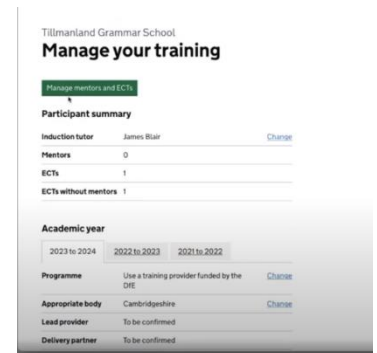 Tillmanland Grammar School
Manage your training
Manage mentors and ECTs
Participant summary
Induction tutor James Blair Change
Mentors 0
ECTs 1
ECTs without mentors 1
Academic year
2023 to 2024 2022 to 2023 2021 to 2022
Programme Use a training provider funded by the Change
DfE
Appropriate body Cambridgeshire Change
Lead provider To be confirmed
Delivery partner To be confirmed